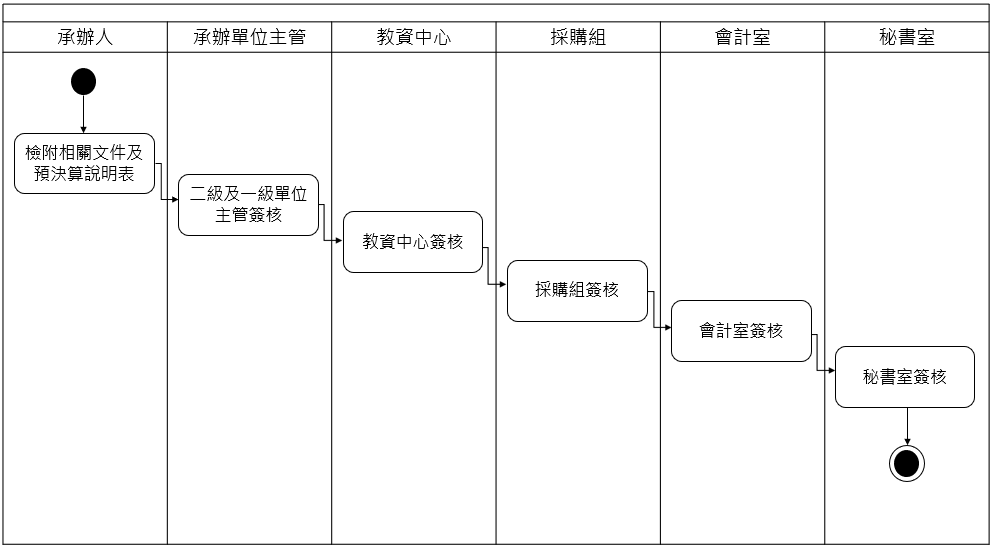 承辦人
承辦單位主管
教資中心
採購組
會計室
秘書室
檢附相關文件及
預決算說明表
二級及一級單位
主管簽核
教資中心簽核
採購組簽核
會計室簽核
秘書室簽核